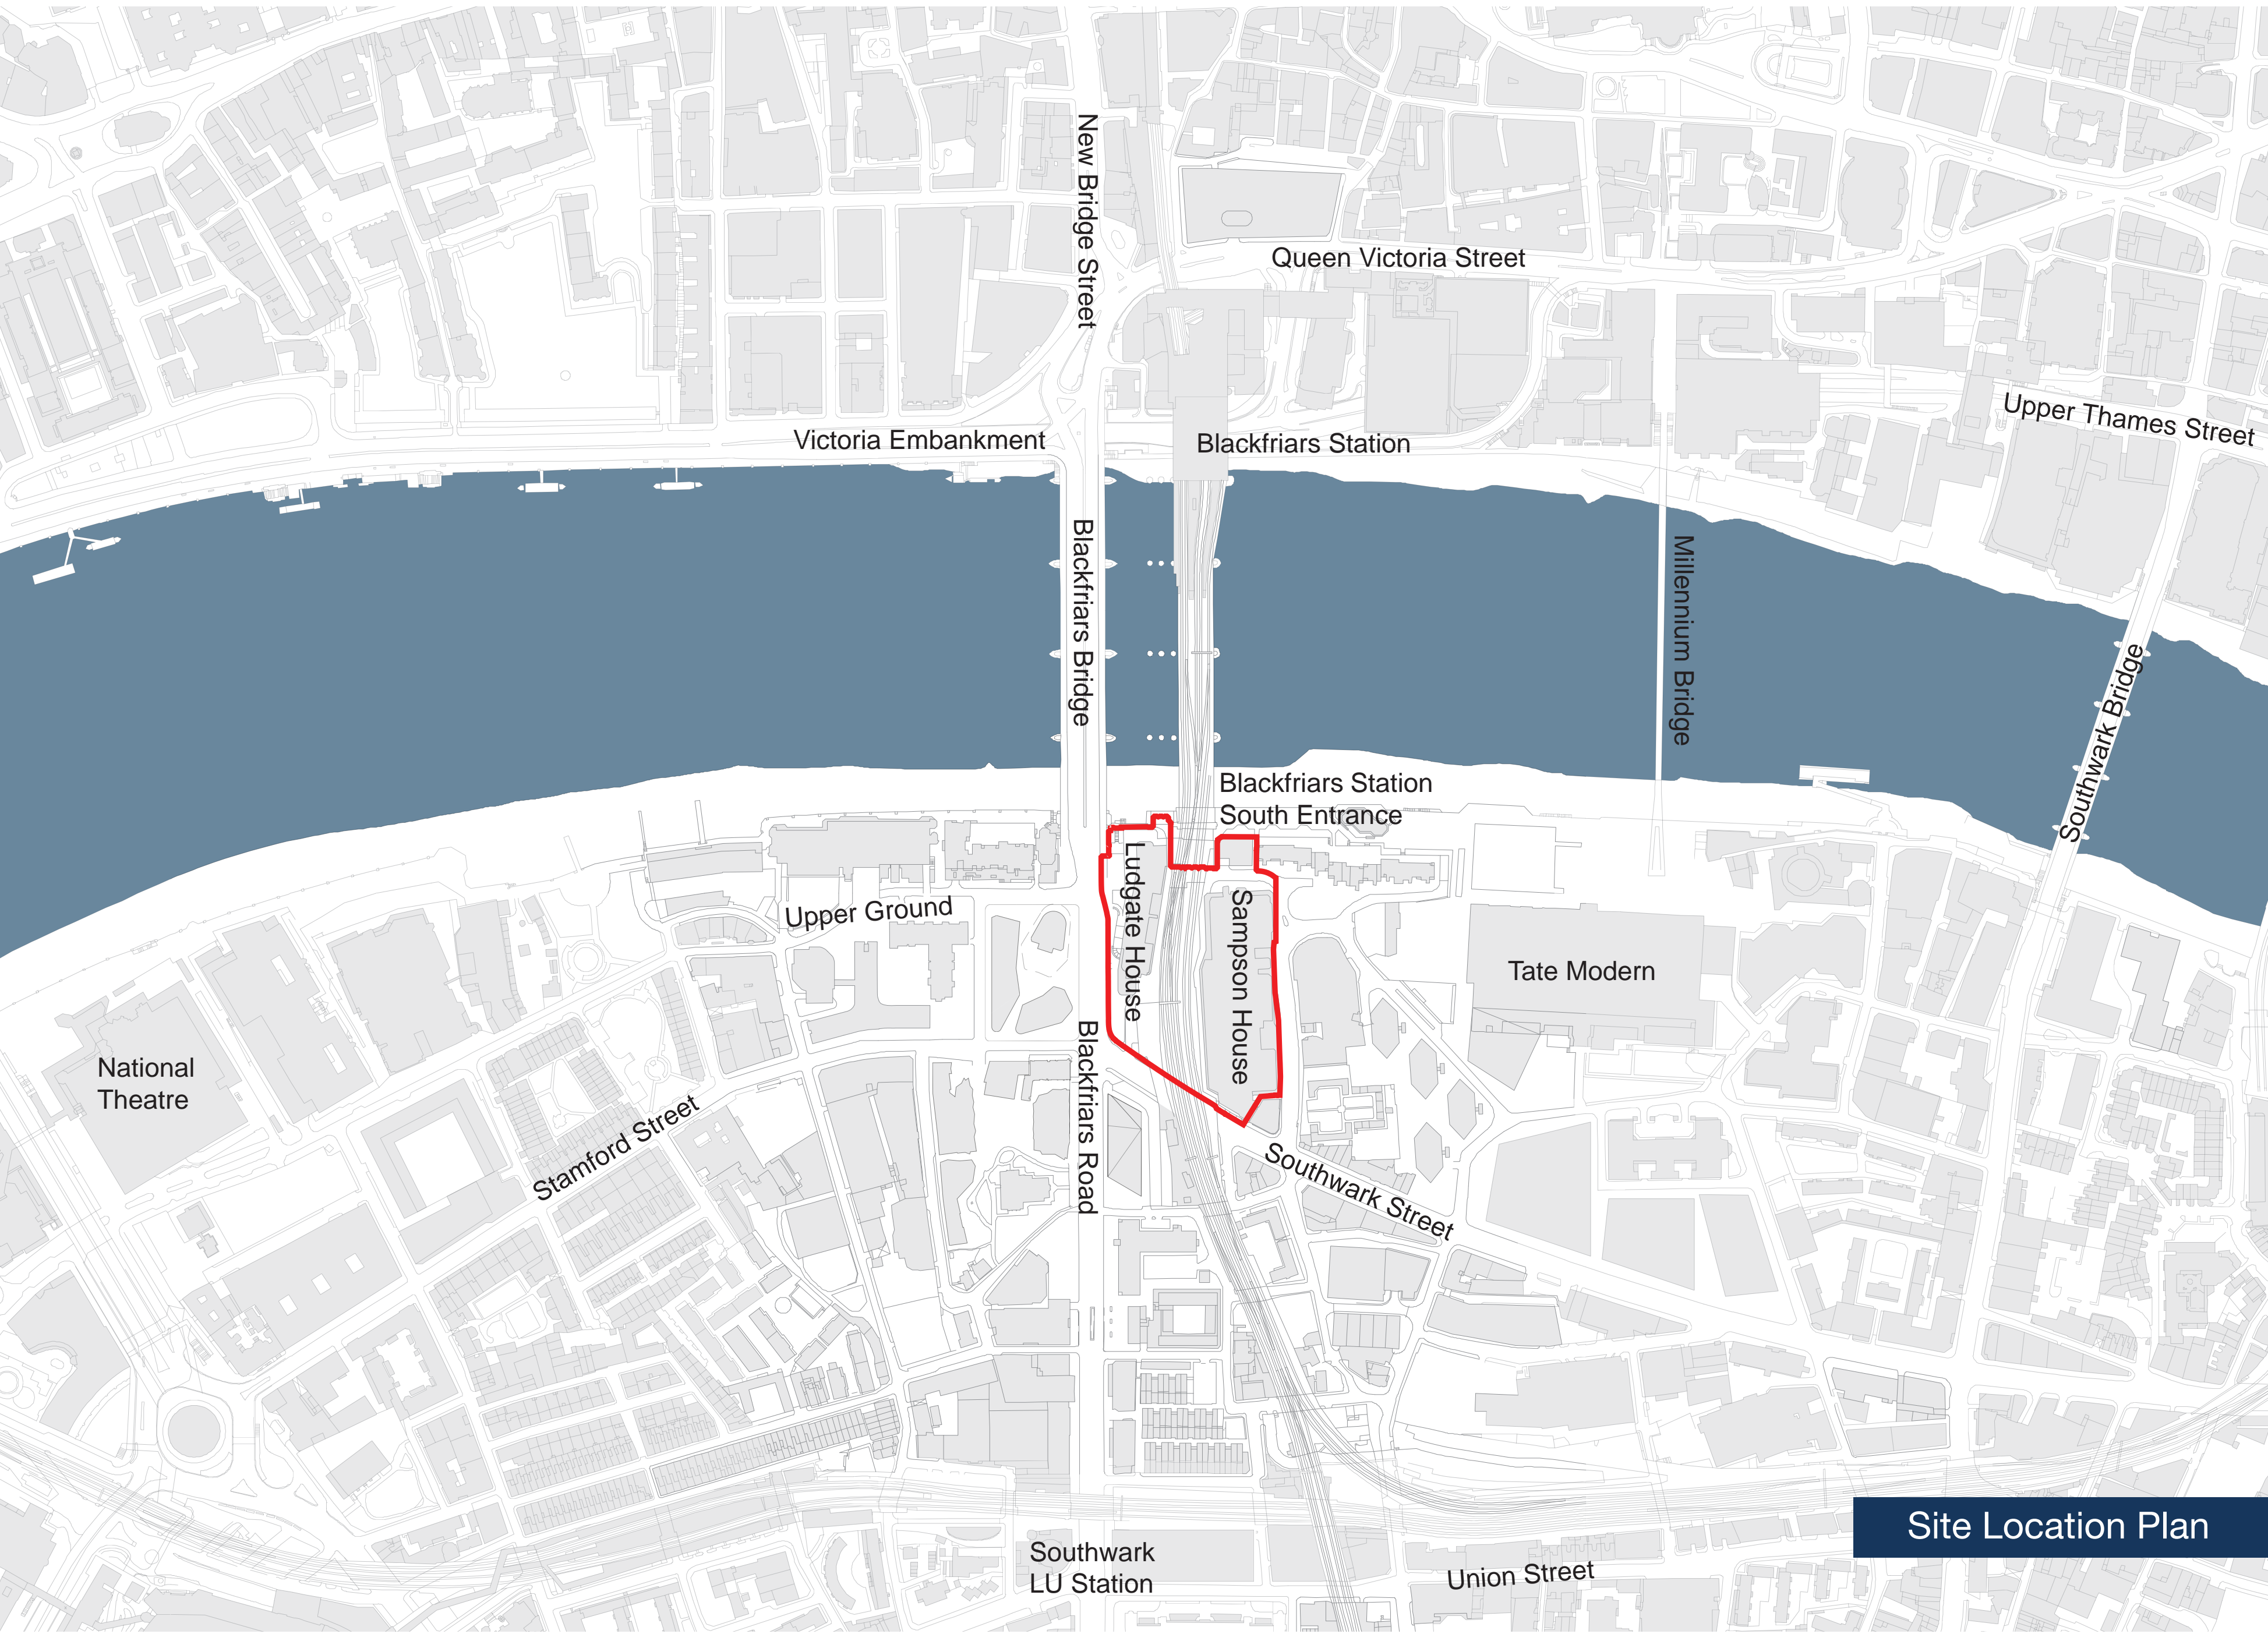 New Bridge Street
Queen Victoria Street
Upper Thames Street
Victoria Embankment
Blackfriars Station
Blackfriars Bridge
Millennium Bridge
Southwark Bridge
Blackfriars Station
South Entrance
Ludgate House
Sampson House
Upper Ground
Tate Modern
National
Theatre
Stamford Street
Blackfriars Road
Southwark Street
Site Location Plan
Southwark
LU Station
Union Street